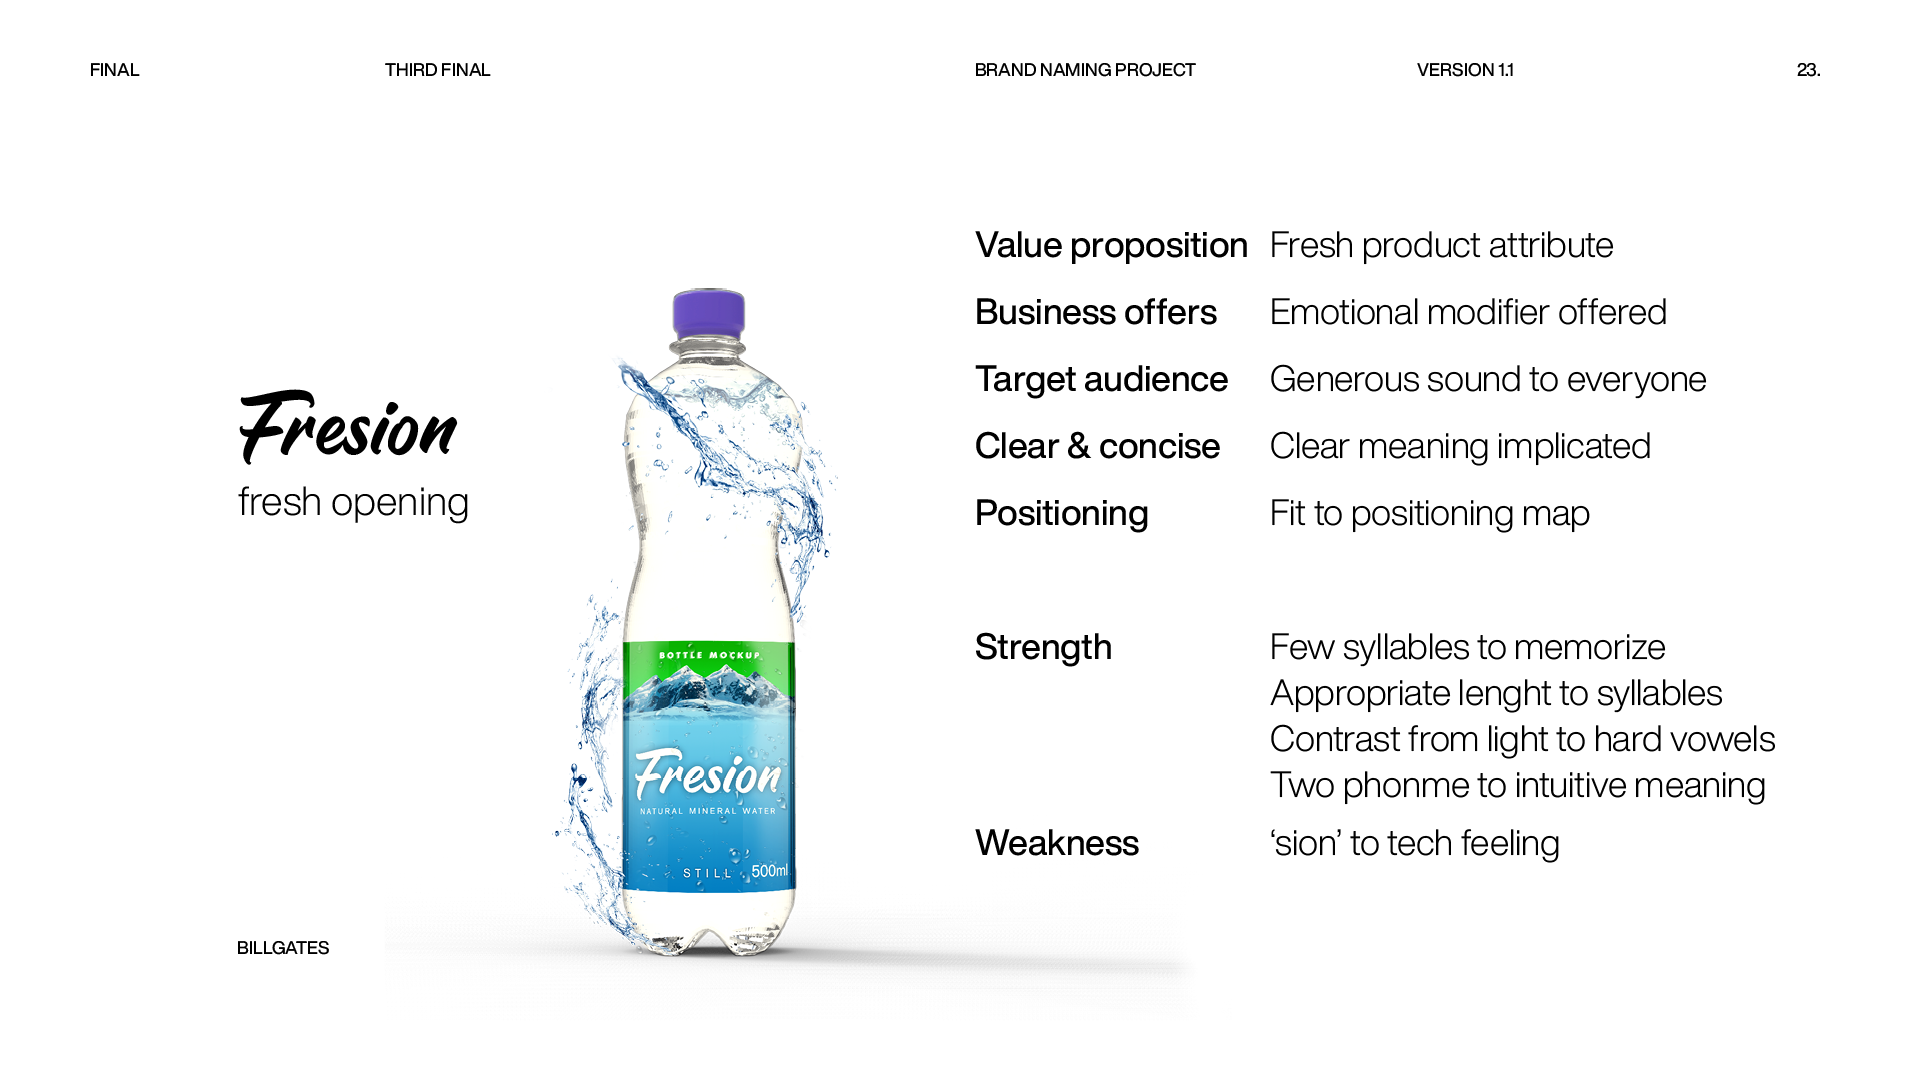 FINAL
THIRD FINAL
BRAND NAMING PROJECT
VERSION 1.1
23.
Fresion
fresh opening
BOTTLE MOCKUP
Fresion
NATURAL MINERAL WATER
STILL 500ml
BILLGATES
Value proposition Fresh product attribute
Business offers Emotional modifier offered
Target audience Generous sound to everyone
Clear & concise Clear meaning implicated
Positioning Fit to positioning map
Strength Few syllables to memorize
Appropriate lenght to syllables
Contrast from light to hard vowels
Two phonme to intuitive meaning
Weakness ‘sion’ to tech feeling